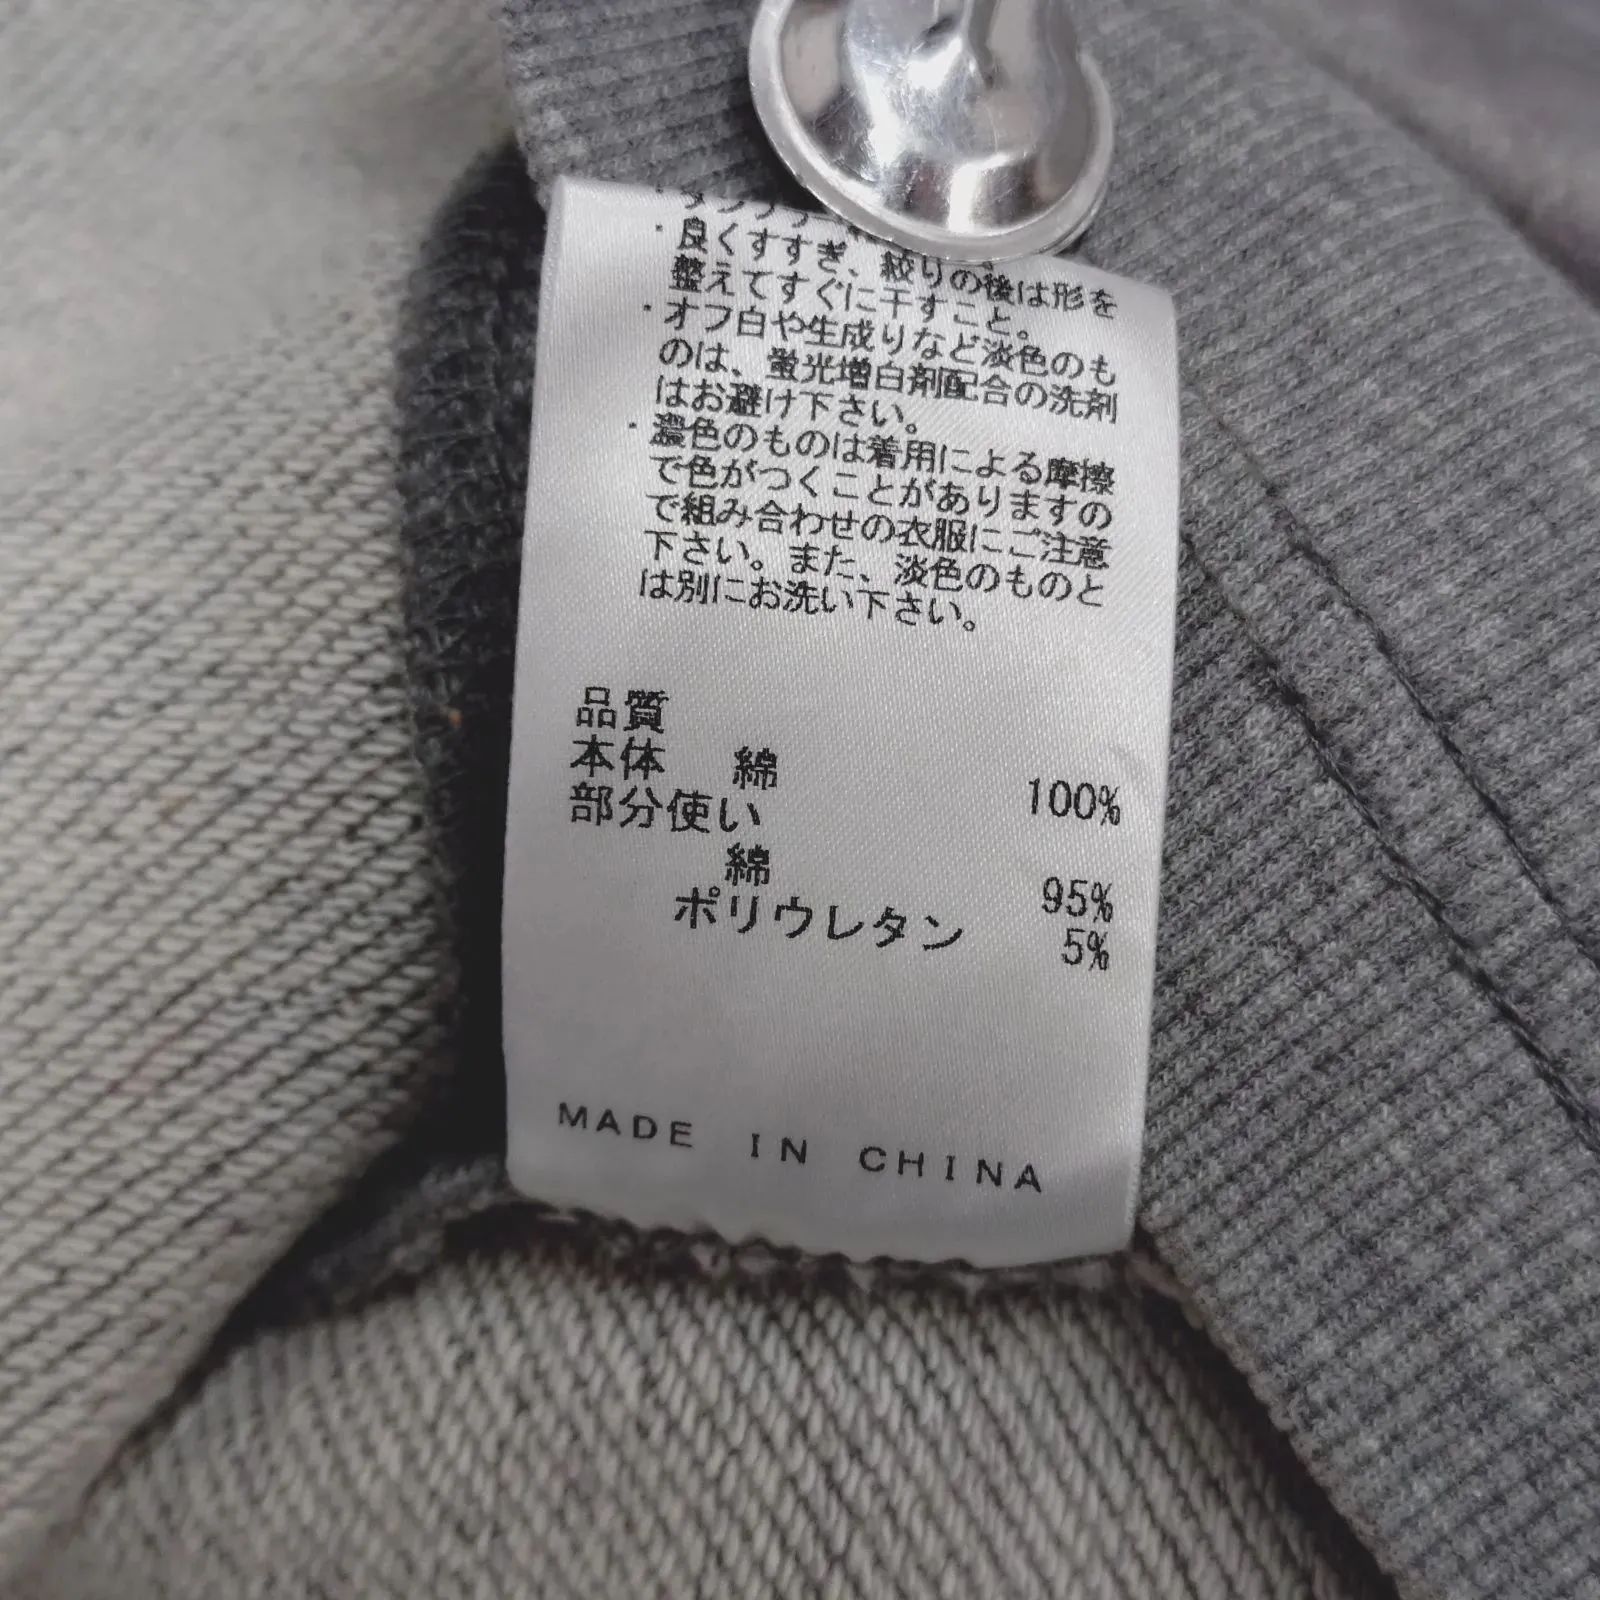 ・良くすすぎ、絞りの後は形を
整えてすぐに干すこと。
・オフ白や生成りなど淡色のも
のは、蛍光増白剤配合の洗剤
はお避け下さい。
・濃色のものは着用による摩擦
で色がつくことがありますの
で組み合わせの衣服にご注意
下さい。また、淡色のものと
は別にお洗い下さい。
品質
本体 綿 100%
部分使い
綿 95%
ポリウレタン 5%
MADE IN CHINA